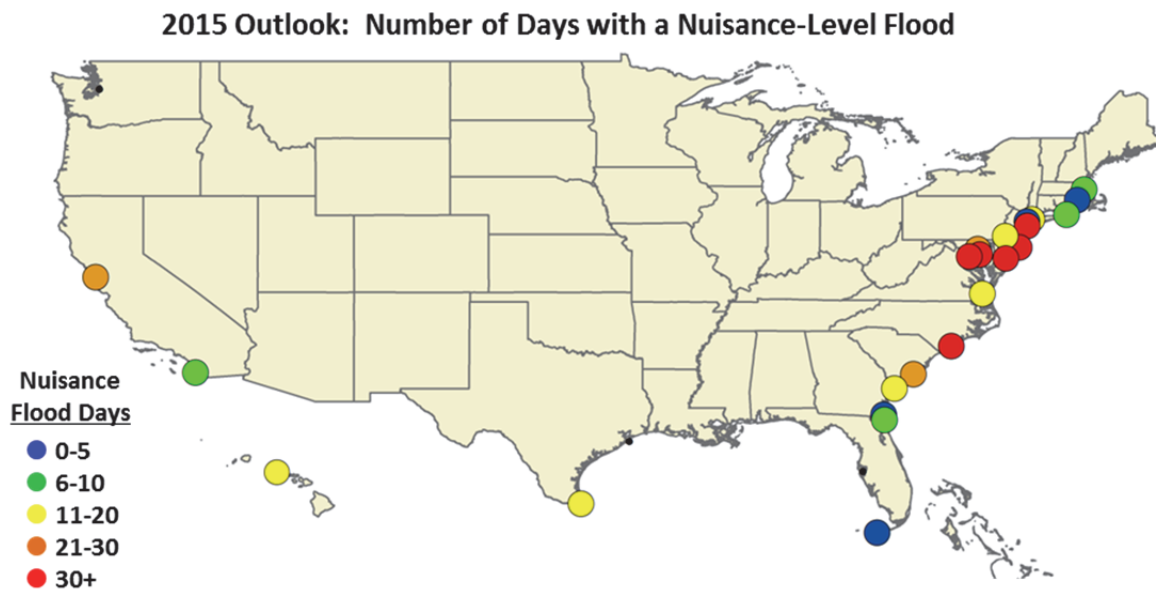 2015 Outlook: Number of Days with a Nuisance-Level Flood
Nuisance
Flood Days
0-5
6-10
11-20
21-30
30+